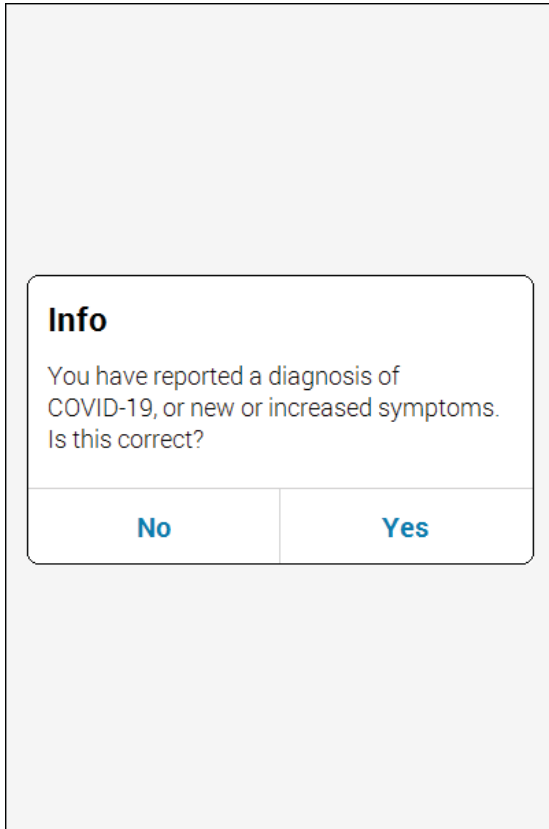 Info
You have reported a diagnosis of
COVID-19, or new or increased symptoms.
Is this correct?
No
Yes